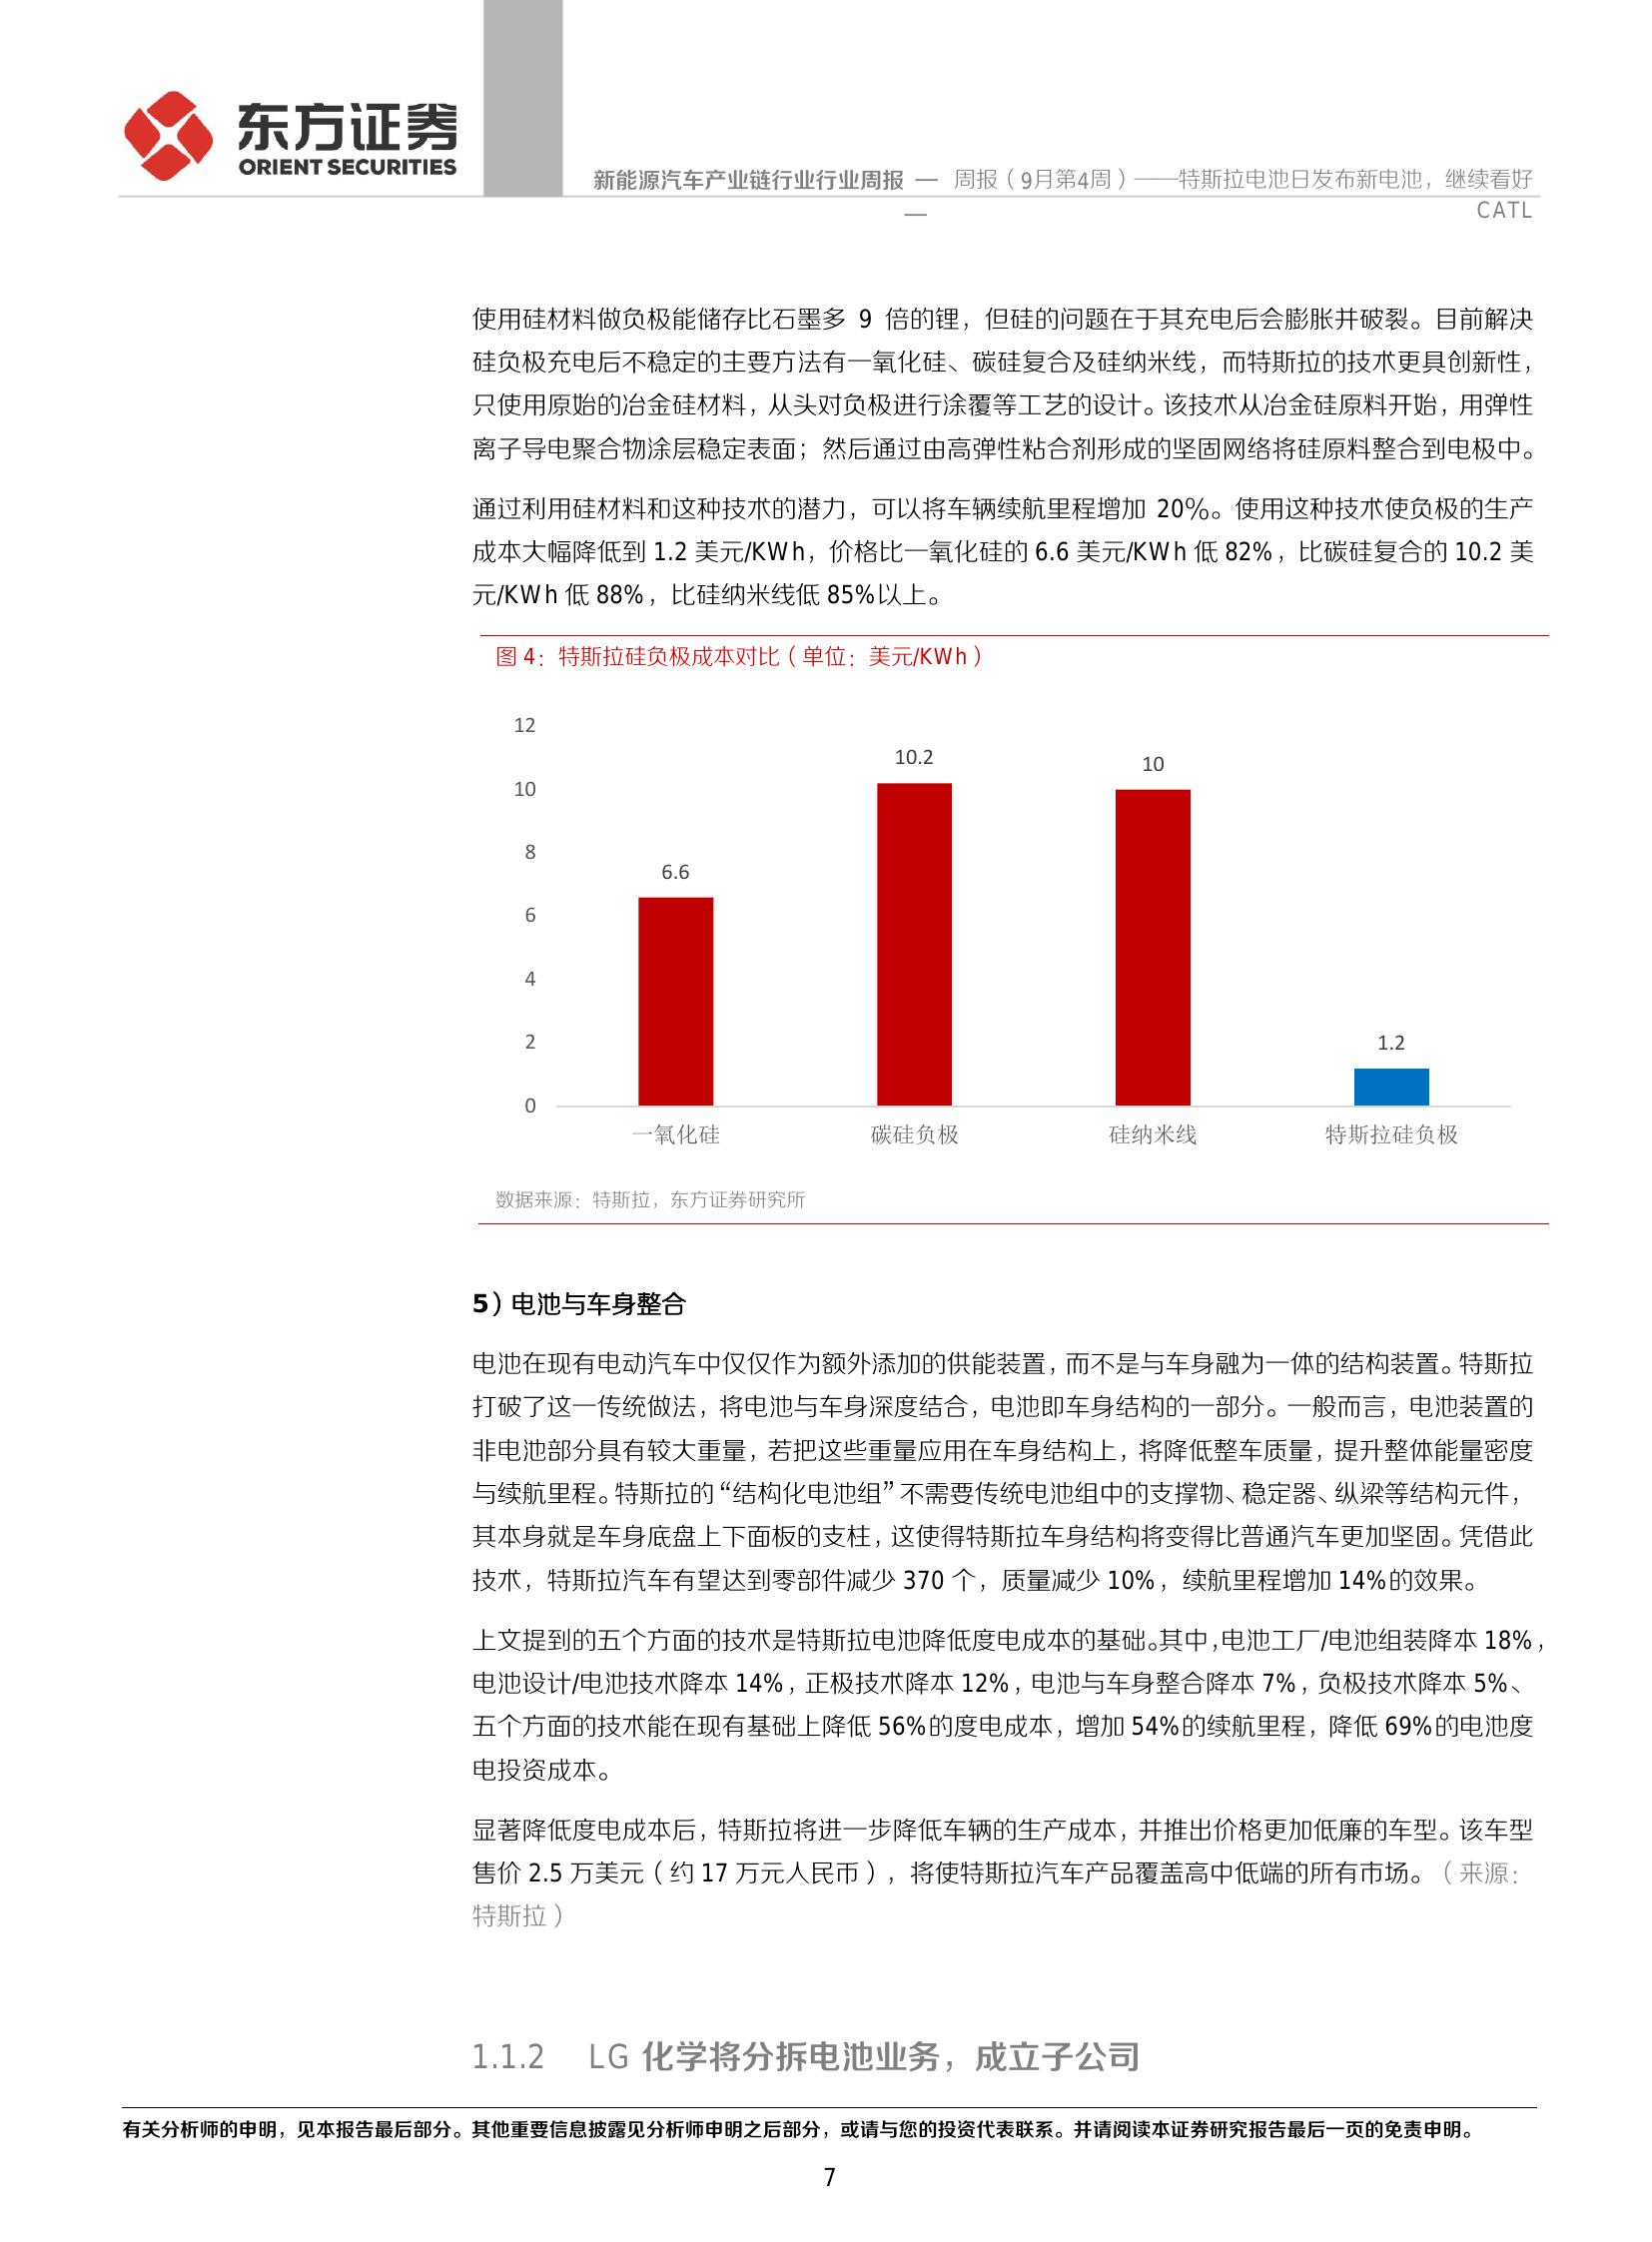 东方证券
ORIENT SECURITIES
新能源汽车产业链行业行业周报 — 周报（9月第4周）——特斯拉电池日发布新电池，继续看好
— CATL
使用硅材料做负极能储存比石墨多 9 倍的锂，但硅的问题在于其充电后会膨胀并破裂。目前解决
硅负极充电后不稳定的主要方法有一氧化硅、碳硅复合及硅纳米线，而特斯拉的技术更具创新性，
只使用原始的冶金硅材料，从头对负极进行涂覆等工艺的设计。该技术从冶金硅原料开始，用弹性
离子导电聚合物涂层稳定表面；然后通过由高弹性粘合剂形成的坚固网络将硅原料整合到电极中。
通过利用硅材料和这种技术的潜力，可以将车辆续航里程增加 20%。使用这种技术使负极的生产
成本大幅降低到 1.2 美元/KWh，价格比一氧化硅的 6.6 美元/KWh 低 82%，比碳硅复合的 10.2 美
元/KWh 低 88%，比硅纳米线低 85%以上。
图 4：特斯拉硅负极成本对比（单位：美元/KWh）
12
10
8
6
4
2
0
6.6
10.2
10
1.2
一氧化硅 碳硅负极 硅纳米线 特斯拉硅负极
数据来源：特斯拉，东方证券研究所
5）电池与车身整合
电池在现有电动汽车中仅仅作为额外添加的供能装置，而不是与车身融为一体的结构装置。特斯拉
打破了这一传统做法，将电池与车身深度结合，电池即车身结构的一部分。一般而言，电池装置的
非电池部分具有较大重量，若把这些重量应用在车身结构上，将降低整车质量，提升整体能量密度
与续航里程。特斯拉的“结构化电池组”不需要传统电池组中的支撑物、稳定器、纵梁等结构元件，
其本身就是车身底盘上下面板的支柱，这使得特斯拉车身结构将变得比普通汽车更加坚固。凭借此
技术，特斯拉汽车有望达到零部件减少 370 个，质量减少 10%，续航里程增加 14%的效果。
上文提到的五个方面的技术是特斯拉电池降低度电成本的基础。其中，电池工厂/电池组装降本 18%，
电池设计/电池技术降本 14%，正极技术降本 12%，电池与车身整合降本 7%，负极技术降本 5%、
五个方面的技术能在现有基础上降低 56%的度电成本，增加 54%的续航里程，降低 69%的电池度
电投资成本。
显著降低度电成本后，特斯拉将进一步降低车辆的生产成本，并推出价格更加低廉的车型。该车型
售价 2.5 万美元（约 17 万元人民币），将使特斯拉汽车产品覆盖高中低端的所有市场。（来源：
特斯拉）
1.1.2 LG 化学将分拆电池业务，成立子公司
有关分析师的申明，见本报告最后部分。其他重要信息披露见分析师申明之后部分，或请与您的投资代表联系。并请阅读本证券研究报告最后一页的免责申明。
7